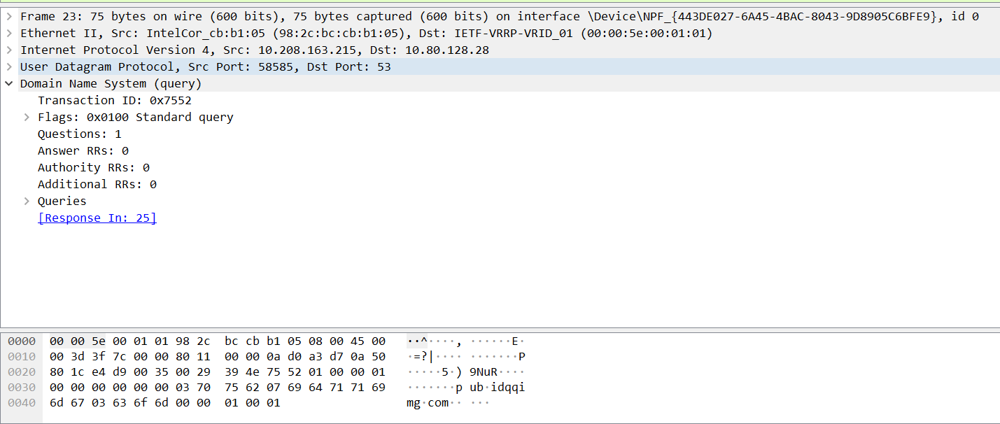 Frame 23: 75 bytes on wire (600 bits), 75 bytes captured (600 bits) on interface \Device\NPF_{443DE027-6A45-4BAC-8043-9D8905C6BFE9}, id 0
Ethernet II, Src: IntelCor_cb:b1:05 (98:2c:bc:cb:b1:05), Dst: IETF-VRRP-VRID_01 (00:00:5e:00:01:01)
Internet Protocol Version 4, Src: 10.208.163.215, Dst: 10.80.128.28
User Datagram Protocol, Src Port: 58585, Dst Port: 53
Domain Name System (query)
Transaction ID: 0x7552
Flags: 0x0100 Standard query
Questions: 1
Answer RRs: 0
Authority RRs: 0
Additional RRs: 0
Queries
[Response In: 25]
0000 00 00 5e 00 01 01 98 2c bc cb b1 05 08 00 45 00 ··^····, ······E·
0010 00 3d 3f 7c 00 00 80 11 00 00 0a d0 a3 d7 0a 50 ·=?|···· ·······P
0020 80 1c e4 d9 00 35 00 29 39 4e 75 52 01 00 00 01 ·····5·) 9NuR····
0030 00 00 00 00 00 00 03 70 75 62 07 69 64 71 71 69 ·······p ub·idqqi
0040 6d 67 03 63 6f 6d 00 00 01 00 01 mg·com·· ···